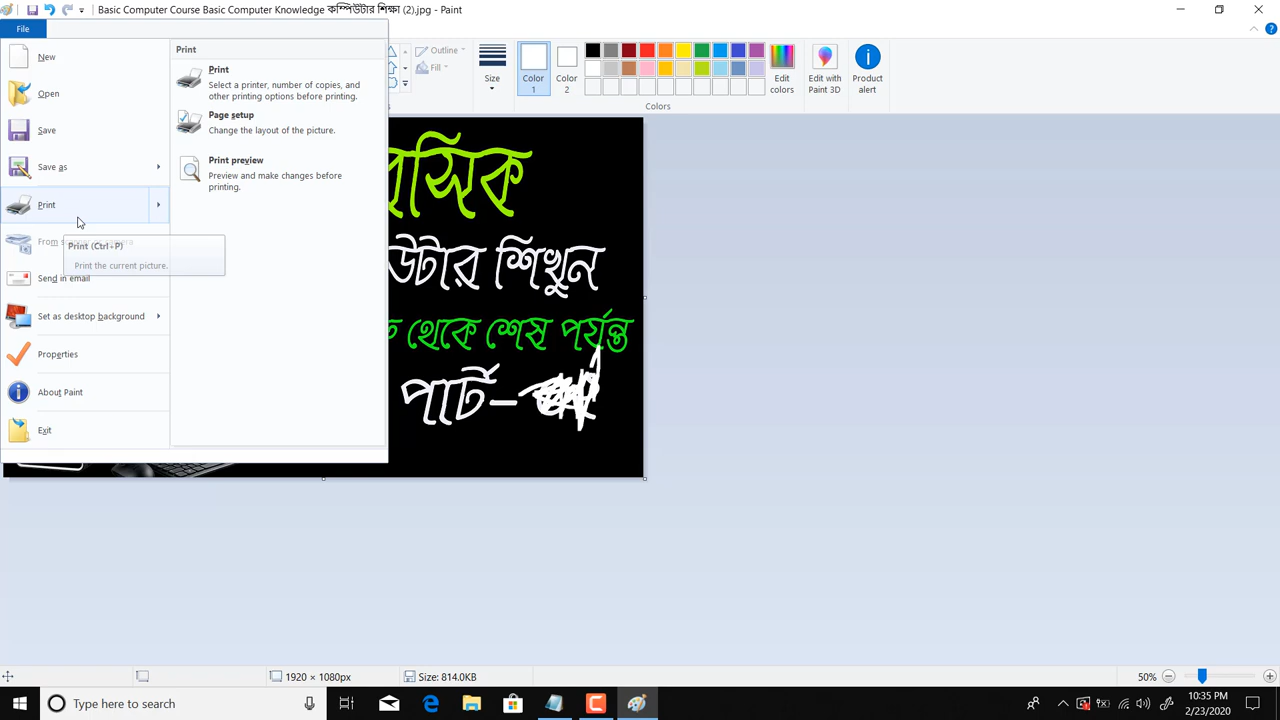 Basic Computer Course Basic Computer Knowledge কম্পিউটার শিক্ষা (2).jpg - Paint
File
New
Open
Save
Save as
Print
Send in email
Set as desktop background
Properties
About Paint
Exit
Print
Print
Select a printer, number of copies, and
other printing options before printing.
Page setup
Change the layout of the picture.
Print preview
Preview and make changes before
printing.
Print (Ctrl+P)
Print the current picture.
Outline
Fill
Size
Color
1
Color
2
Edit
colors
Edit with
Paint 3D
Product
alert
Colors
সিক
উটার শিখুন
থেকে শেষ পর্যন্ত
পার্ট-
1920 × 1080px
Size: 814.0KB
50%
Type here to search
10:35 PM
2/23/2020